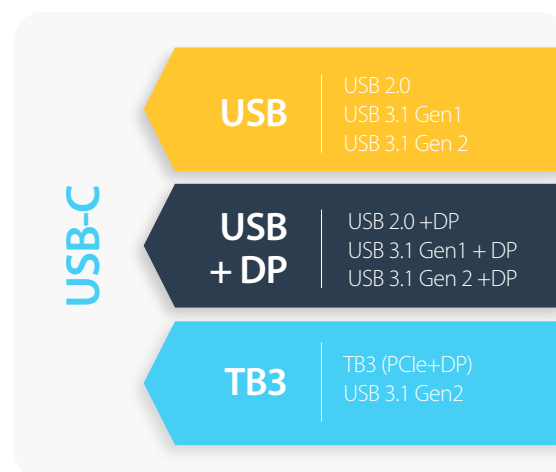 USB-C
USB
USB 2.0
USB 3.1 Gen1
USB 3.1 Gen 2
USB
+ DP
USB 2.0 +DP
USB 3.1 Gen1 + DP
USB 3.1 Gen 2 +DP
TB3
TB3 (PCIe+DP)
USB 3.1 Gen2